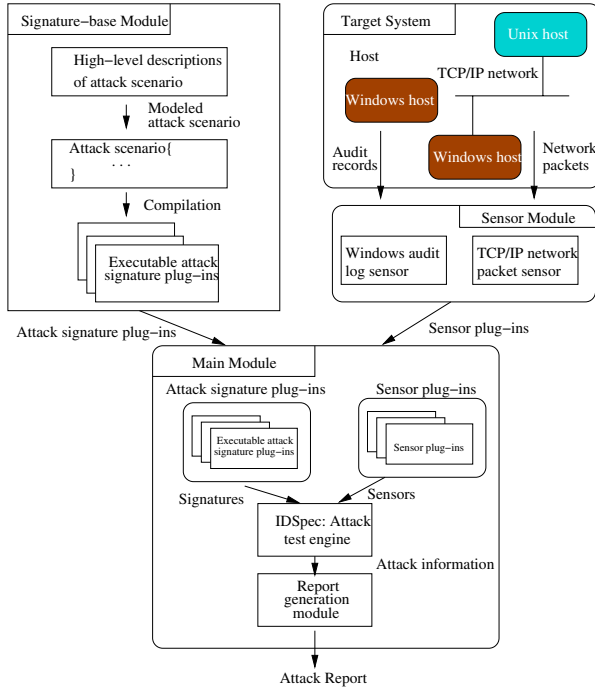 Signature-base Module
High-level descriptions
of attack scenario
Modeled
attack scenario
Attack scenario{
. . .
}
Compilation
Executable attack
signature plug-ins
Attack signature plug-ins
Target System
Unix host
Host
TCP/IP network
Windows host
Windows host
Audit
records
Network
packets
Sensor Module
Windows audit
log sensor
TCP/IP network
packet sensor
Sensor plug-ins
Main Module
Attack signature plug-ins
Executable attack
signature plug-ins
Sensor plug-ins
Sensor plug-ins
Signatures
Sensors
IDSpec: Attack
test engine
Attack information
Report
generation
module
Attack Report